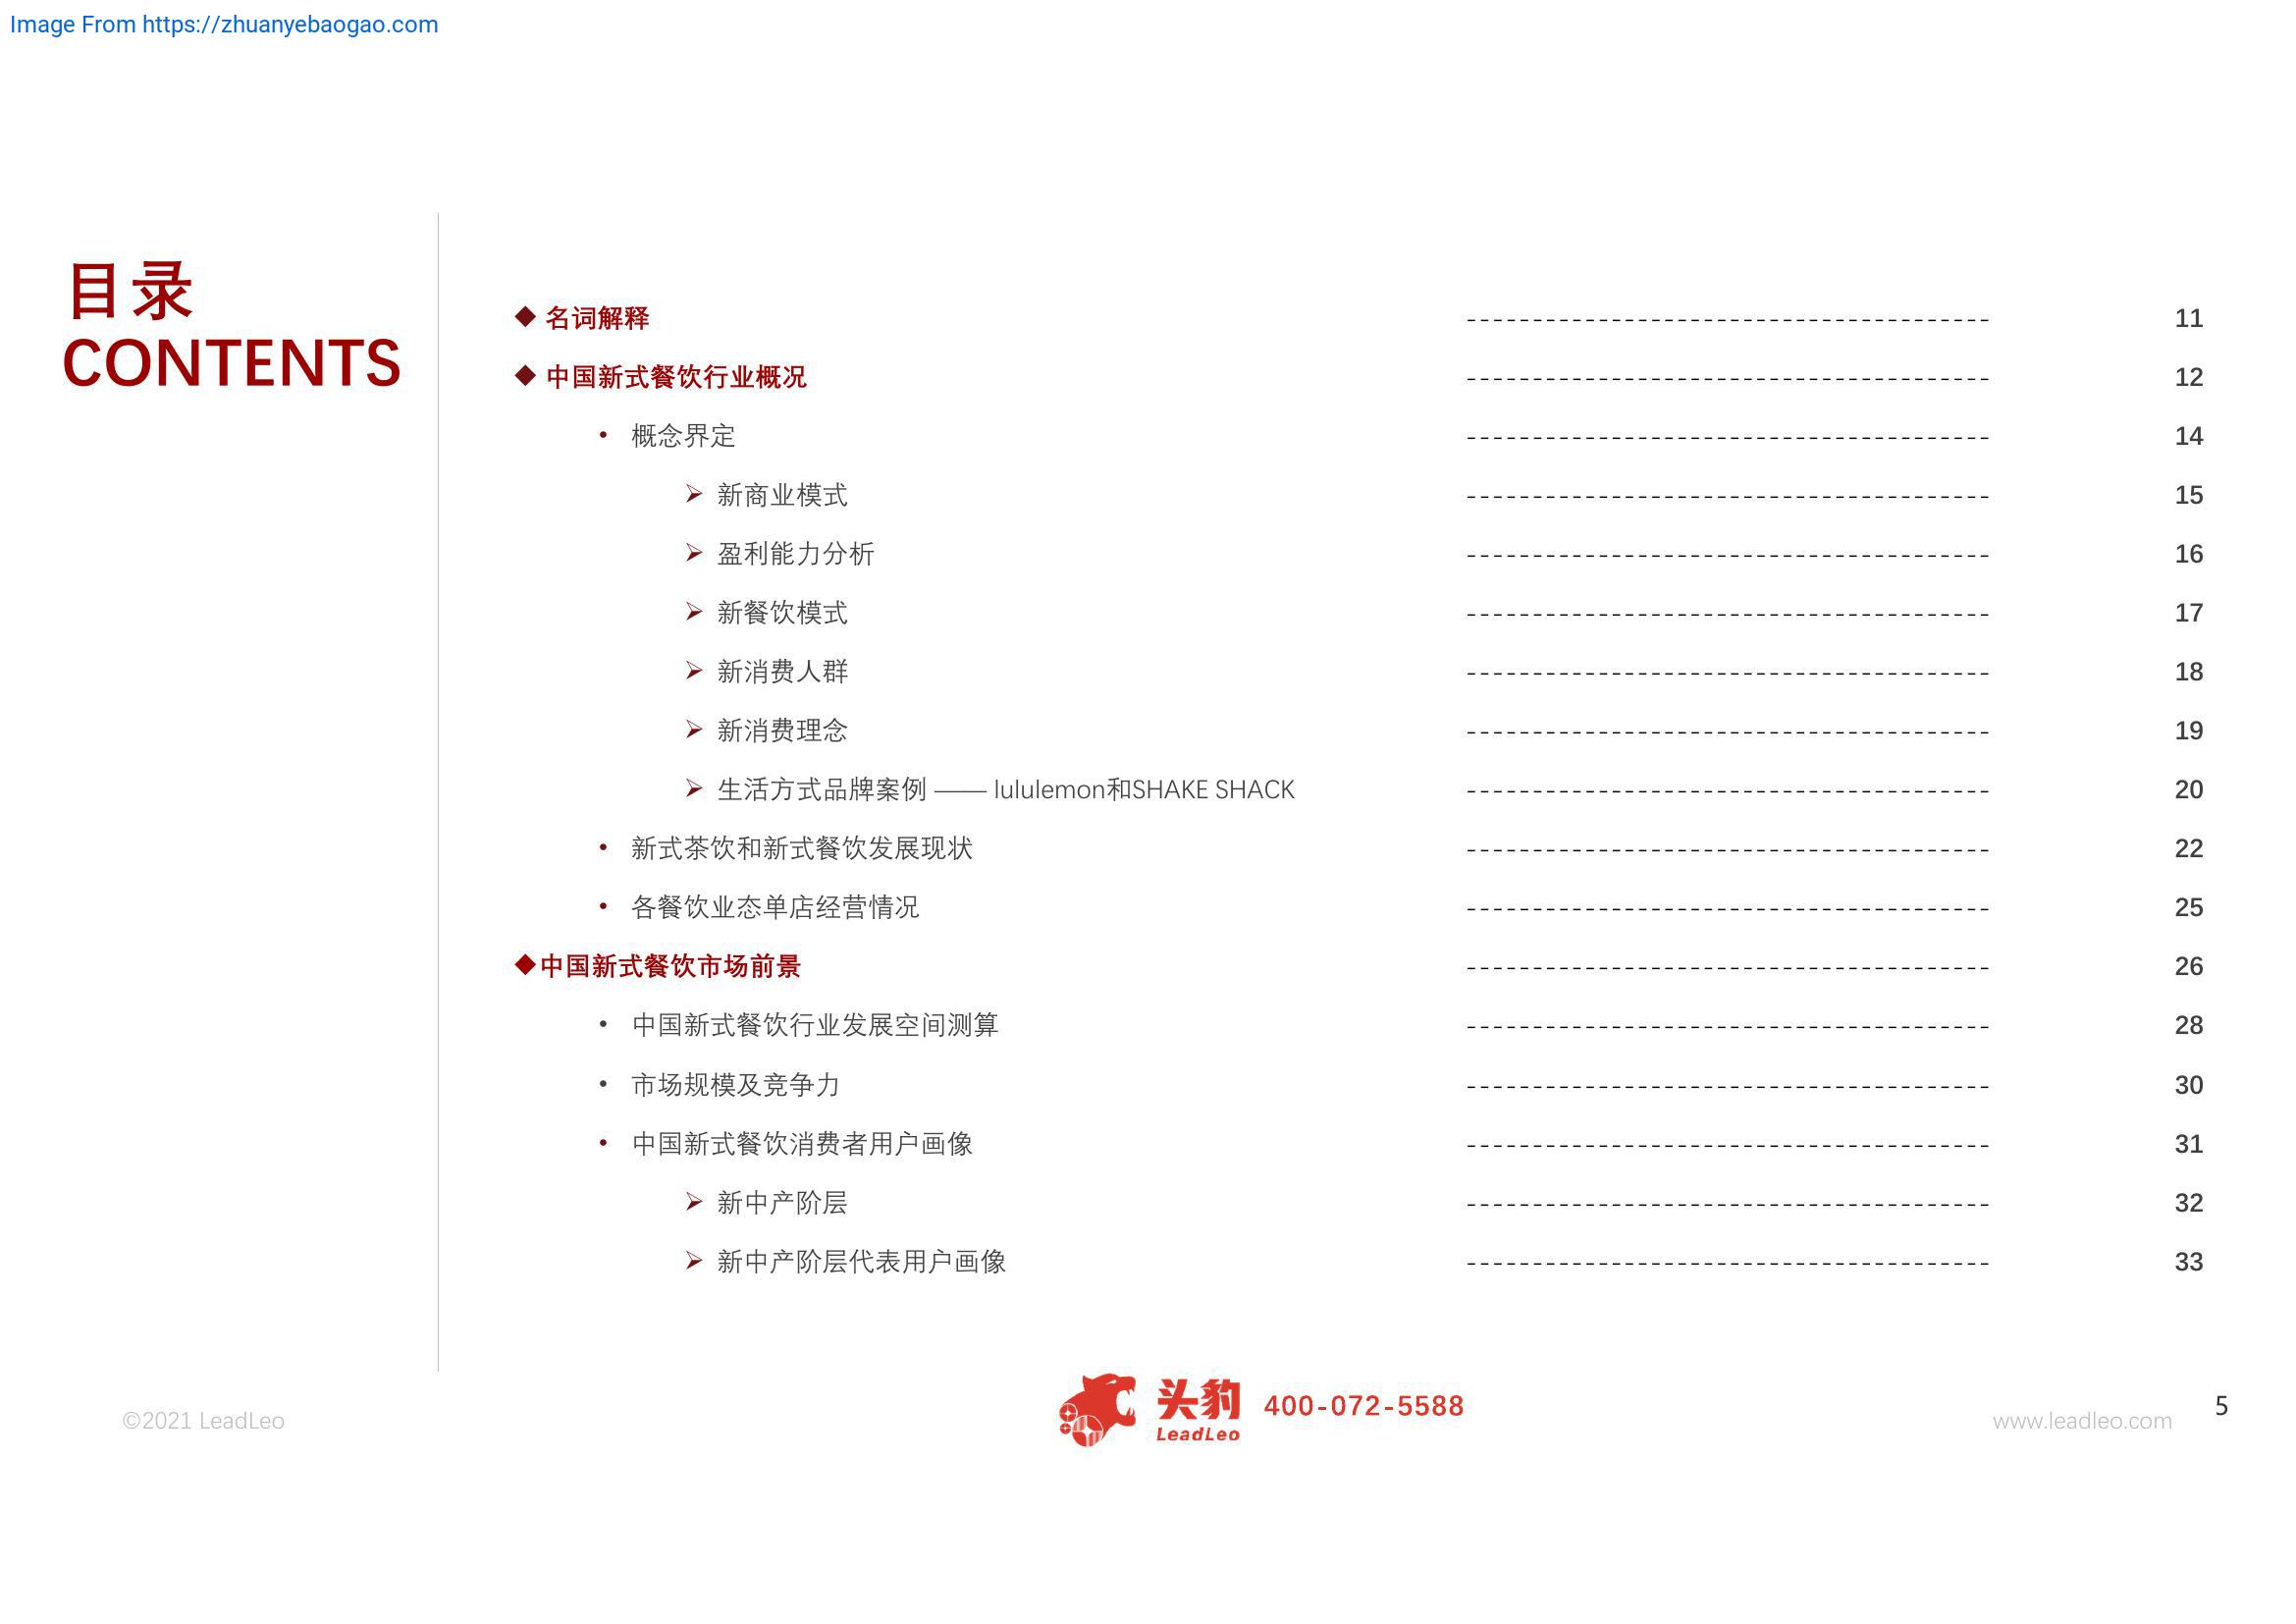 Image From https://zhuanyebaogao.com
目录
CONTENTS
◆ 名词解释 ---------------------------------------- 11
◆ 中国新式餐饮行业概况 ---------------------------------------- 12
• 概念界定 ---------------------------------------- 14
➢ 新商业模式 ---------------------------------------- 15
➢ 盈利能力分析 ---------------------------------------- 16
➢ 新餐饮模式 ---------------------------------------- 17
➢ 新消费人群 ---------------------------------------- 18
➢ 新消费理念 ---------------------------------------- 19
➢ 生活方式品牌案例 —— lululemon和SHAKE SHACK ---------------------------------------- 20
• 新式茶饮和新式餐饮发展现状 ---------------------------------------- 22
• 各餐饮业态单店经营情况 ---------------------------------------- 25
◆中国新式餐饮市场前景 ---------------------------------------- 26
• 中国新式餐饮行业发展空间测算 ---------------------------------------- 28
• 市场规模及竞争力 ---------------------------------------- 30
• 中国新式餐饮消费者用户画像 ---------------------------------------- 31
➢ 新中产阶层 ---------------------------------------- 32
➢ 新中产阶层代表用户画像 ---------------------------------------- 33
©2021 LeadLeo
头豹
LeadLeo
400-072-5588
www.leadleo.com
5